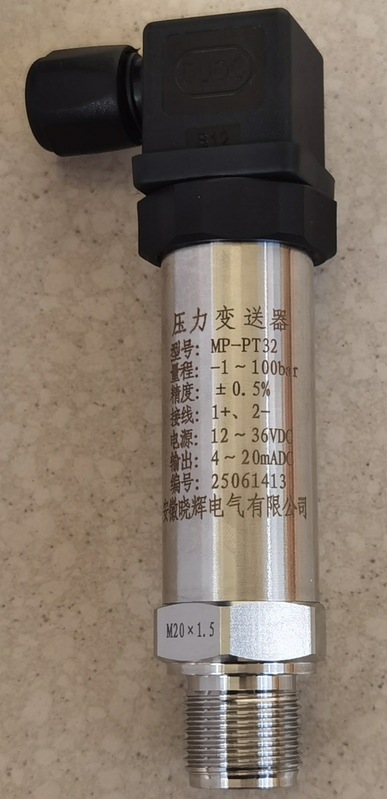 压力变送器
型号: MP-PT32
量程: -1~100bar
精度: ±0.5%
接线: 1+、2-
电源: 12~36VDC
输出: 4~20mADC
编号: 25061413
安徽晓辉电气有限公司
M20×1.5